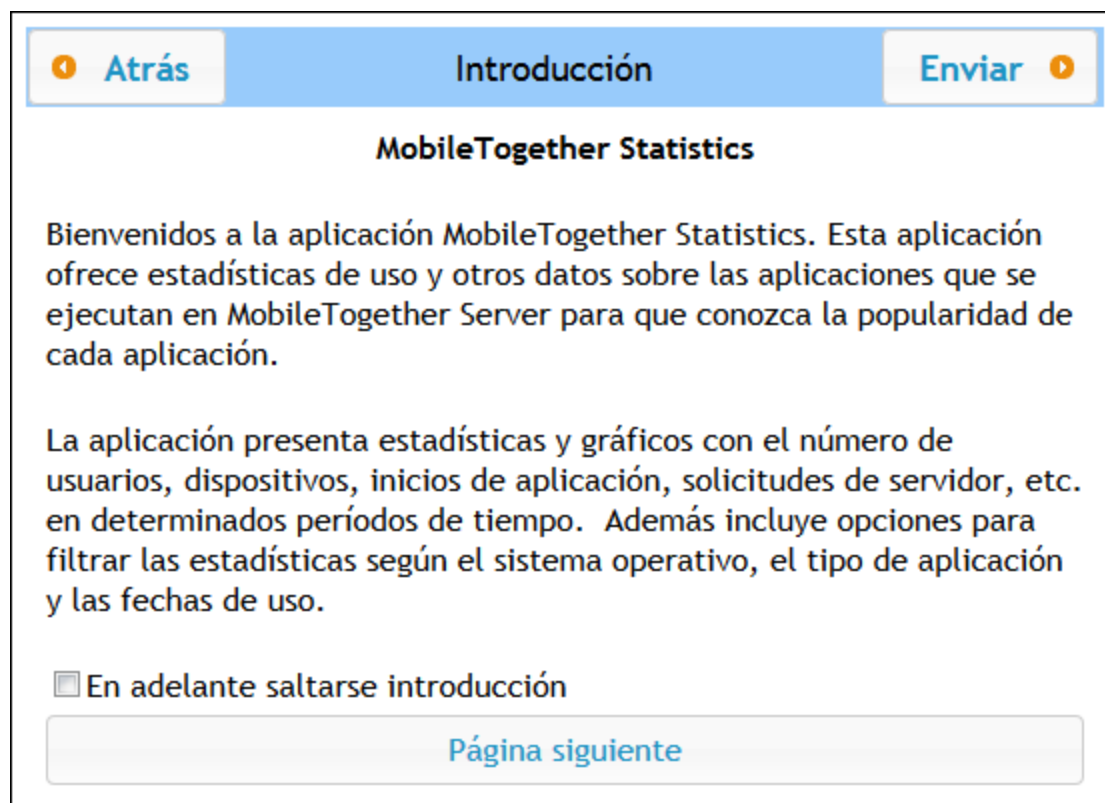 Atrás
Introducción
Enviar
MobileTogether Statistics
Bienvenidos a la aplicación MobileTogether Statistics. Esta aplicación
ofrece estadísticas de uso y otros datos sobre las aplicaciones que se
ejecutan en MobileTogether Server para que conozca la popularidad de
cada aplicación.
La aplicación presenta estadísticas y gráficos con el número de
usuarios, dispositivos, inicios de aplicación, solicitudes de servidor, etc.
en determinados períodos de tiempo.  Además incluye opciones para
filtrar las estadísticas según el sistema operativo, el tipo de aplicación
y las fechas de uso.
En adelante saltarse introducción
Página siguiente